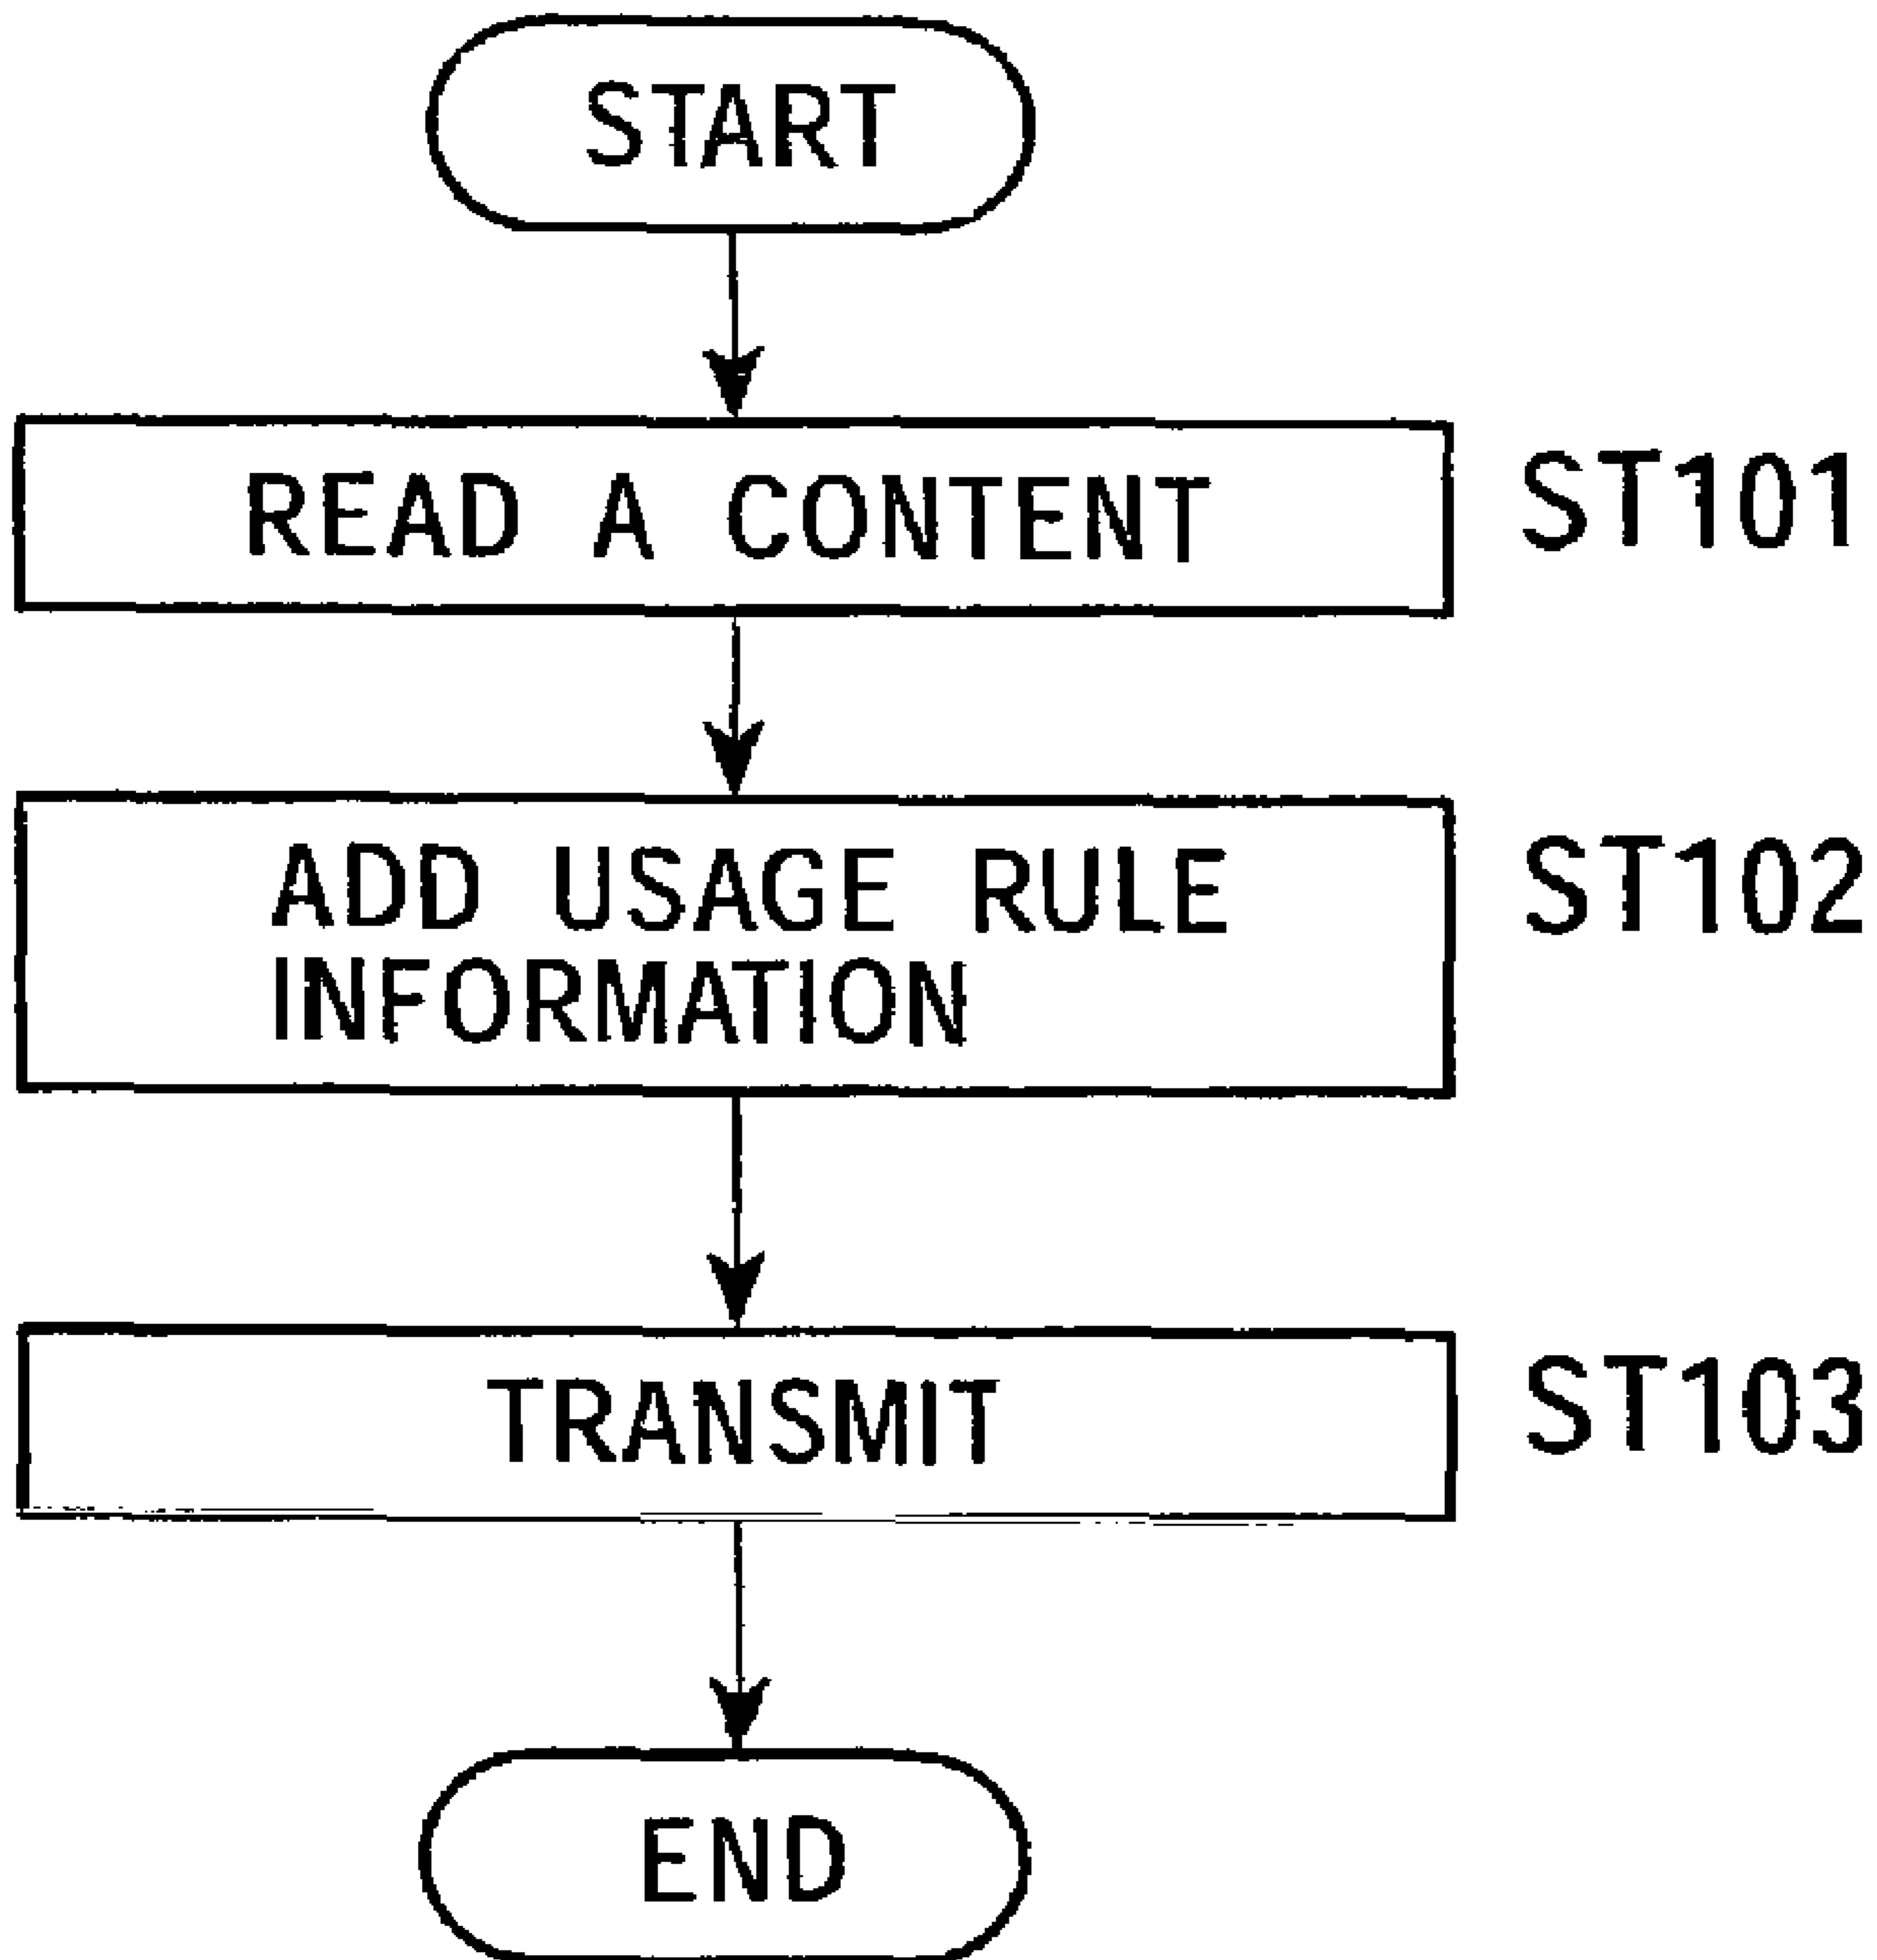 START
READ A CONTENT
ST101
ADD USAGE RULE
INFORMATION
ST102
TRANSMIT
ST103
END